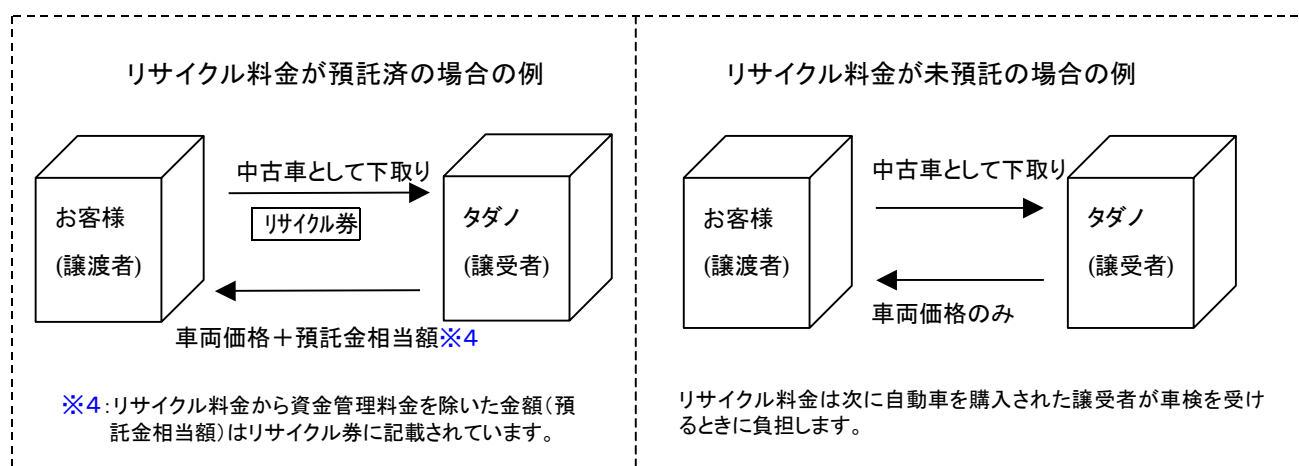 リサイクル料金が預託済の場合の例
中古車として下取り
お客様
(譲渡者)
リサイクル券
タダノ
(譲受者)
車両価格＋預託金相当額※4
※4：リサイクル料金から資金管理料金を除いた金額（預
託金相当額）はリサイクル券に記載されています。
リサイクル料金が未預託の場合の例
中古車として下取り
お客様
(譲渡者)
タダノ
(譲受者)
車両価格のみ
リサイクル料金は次に自動車を購入された譲受者が車検を受け
るときに負担します。